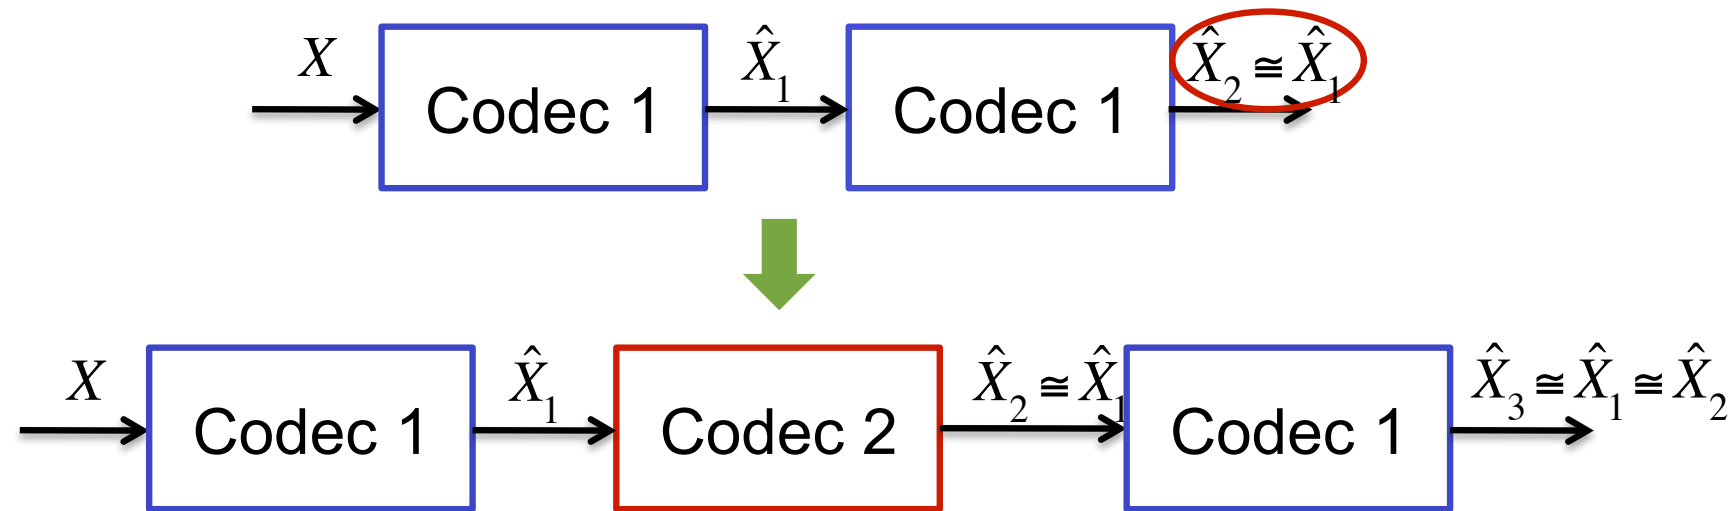 X Codec 1 X̂₁ Codec 1 X̂₂ ≅ X̂₁
X Codec 1 X̂₁ Codec 2 X̂₂ ≅ X̂₁ Codec 1 X̂₃ ≅ X̂₁ ≅ X̂₂